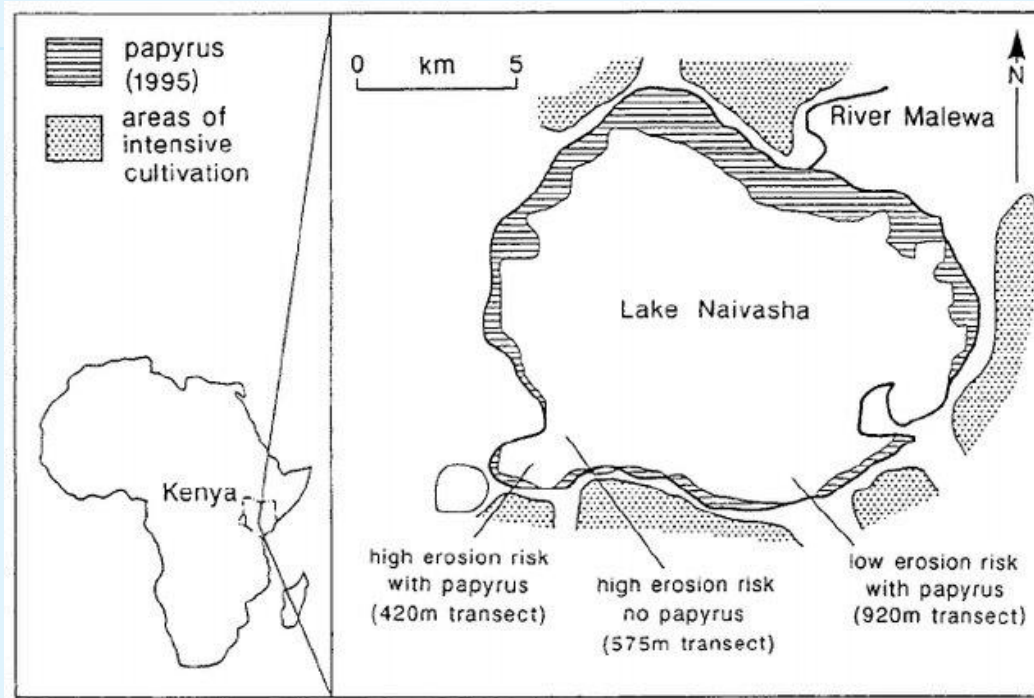 papyrus
(1995)
areas of
intensive
cultivation
0 km 5
N
River Malewa
Lake Naivasha
Kenya
high erosion risk
with papyrus
(420m transect)
high erosion risk
no papyrus
(575m transect)
low erosion risk
with papyrus
(920m transect)